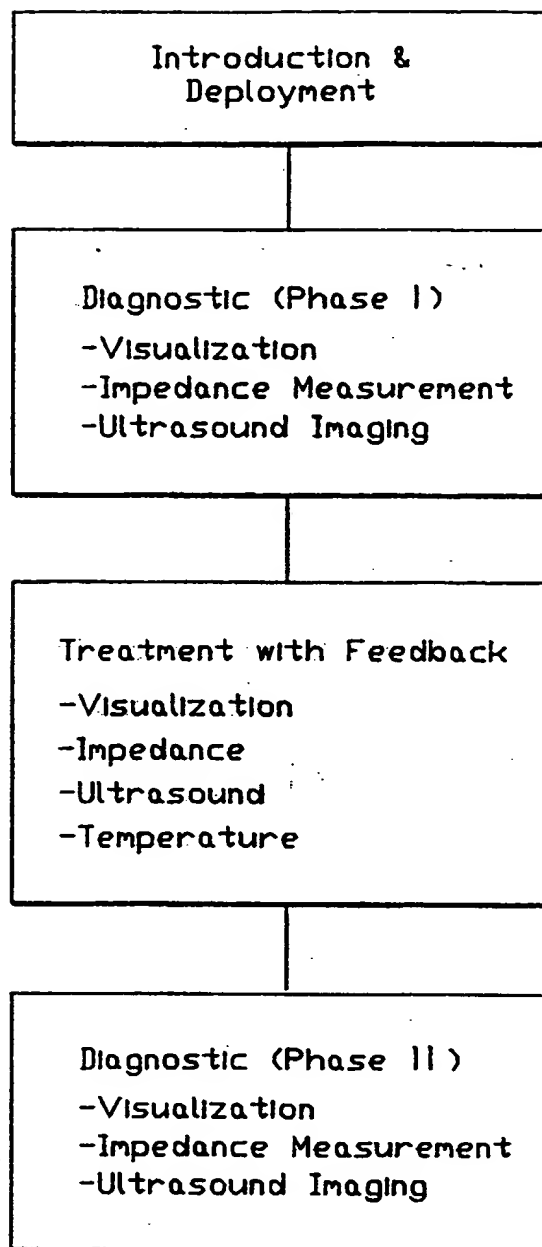 Introduction &
Deployment
Diagnostic (Phase I)
-Visualization
-Impedance Measurement
-Ultrasound Imaging
Treatment with Feedback
-Visualization
-Impedance
-Ultrasound
-Temperature
Diagnostic (Phase II)
-Visualization
-Impedance Measurement
-Ultrasound Imaging